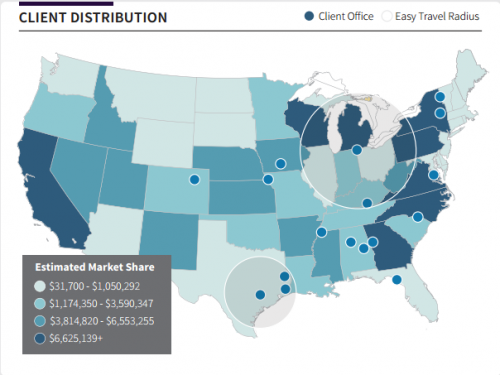 CLIENT DISTRIBUTION
Client Office
Easy Travel Radius
Estimated Market Share
$31,700 - $1,050,292
$1,174,350 - $3,590,347
$3,814,820 - $6,553,255
$6,625,139+